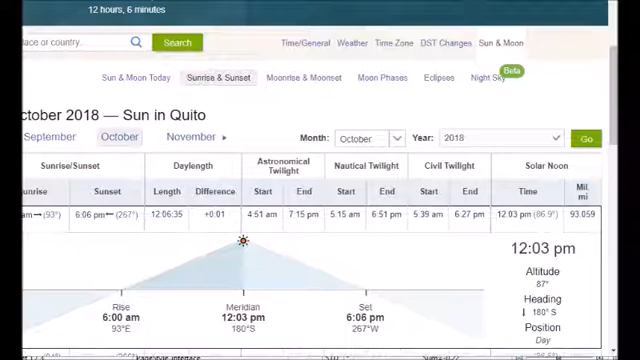 12 hours, 6 minutes
lace or country...
Search
Time/General Weather Time Zone DST Changes Sun & Moon
Beta
Sun & Moon Today Sunrise & Sunset Moonrise & Moonset Moon Phases Eclipses Night Sky
ctober 2018 — Sun in Quito
September October November
Month: October Year: 2018 Go
Sunrise/Sunset Daylength Astronomical Twilight Nautical Twilight Civil Twilight Solar Noon
unrise Sunset Length Difference Start End Start End Start End Time Mil. mi
am (93°) 6:06 pm (267°) 12:06:35 +0:01 4:51 am 7:15 pm 5:15 am 6:51 pm 5:39 am 6:27 pm 12:03 pm (86.9°) 93.059
12:03 pm
Altitude
87°
Heading
180° S
Position
Day
Rise Meridian Set
6:00 am 12:03 pm 6:06 pm
93°E 180°S 267°W